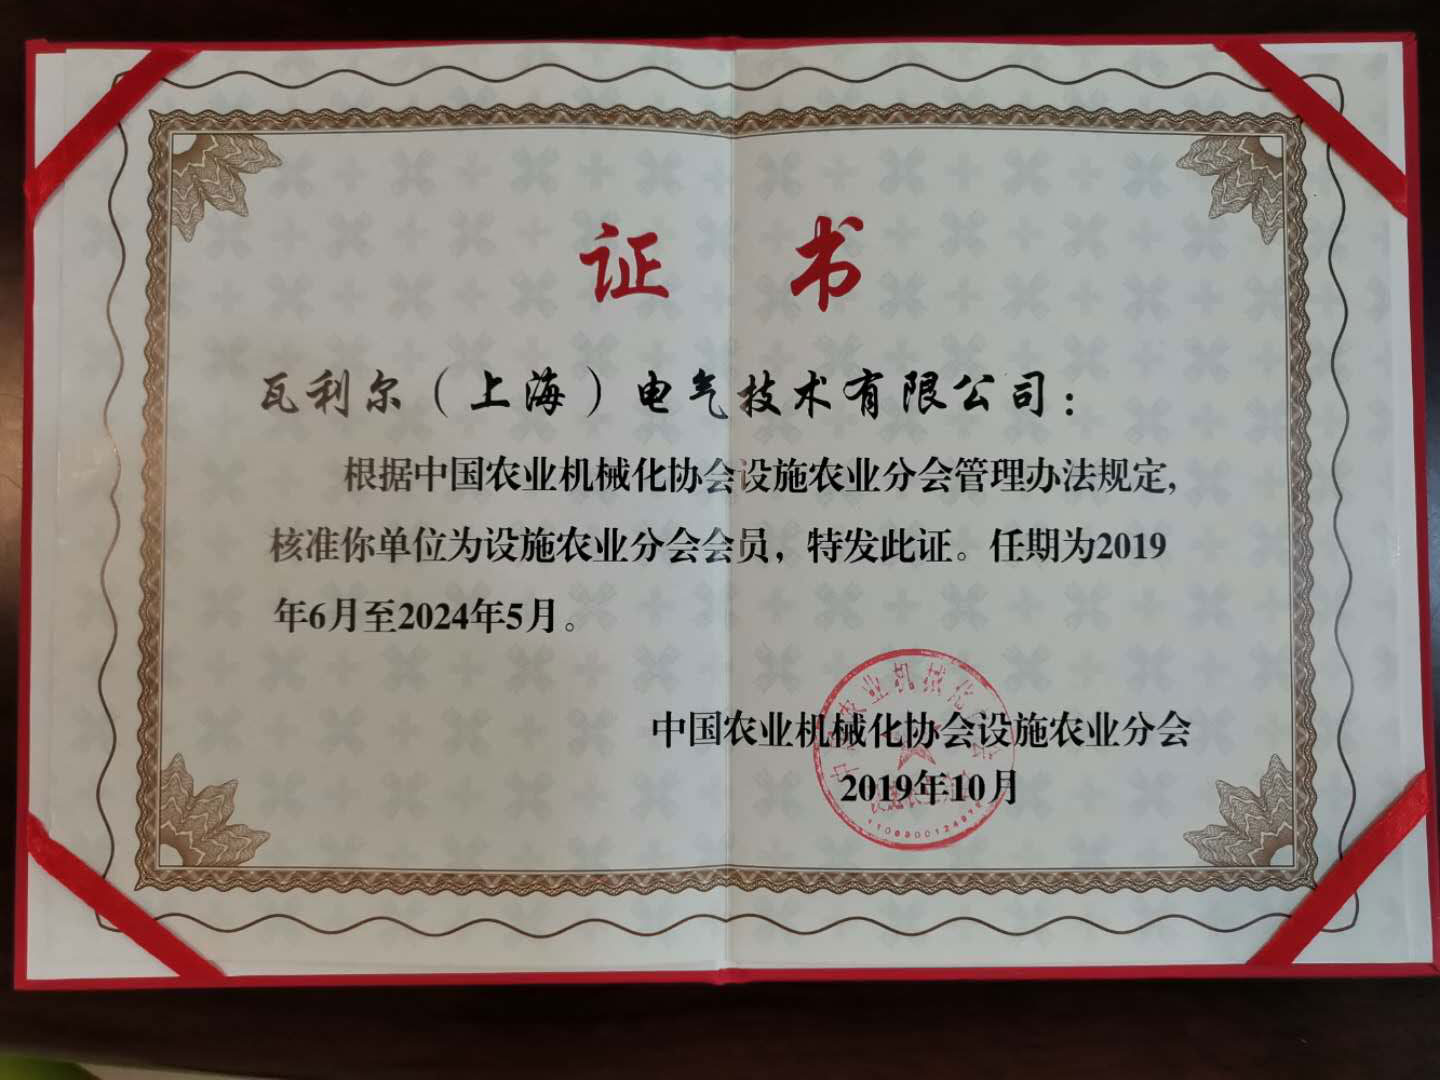 证 书
瓦利尔（上海）电气技术有限公司：
根据中国农业机械化协会设施农业分会管理办法规定，
核准你单位为设施农业分会会员，特发此证。任期为2019
年6月至2024年5月。
中国农业机械化协会设施农业分会
2019年10月